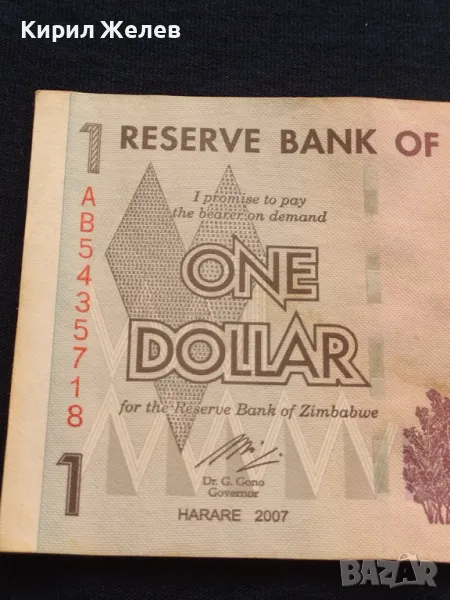 Кирил Желев
1 RESERVE BANK OF
AB5435718
I promise to pay
the bearer on demand
ONE
DOLLAR
for the Reserve Bank of Zimbabwe
Dr. G. Gono
Governor
1
HARARE 2007
BAZAR